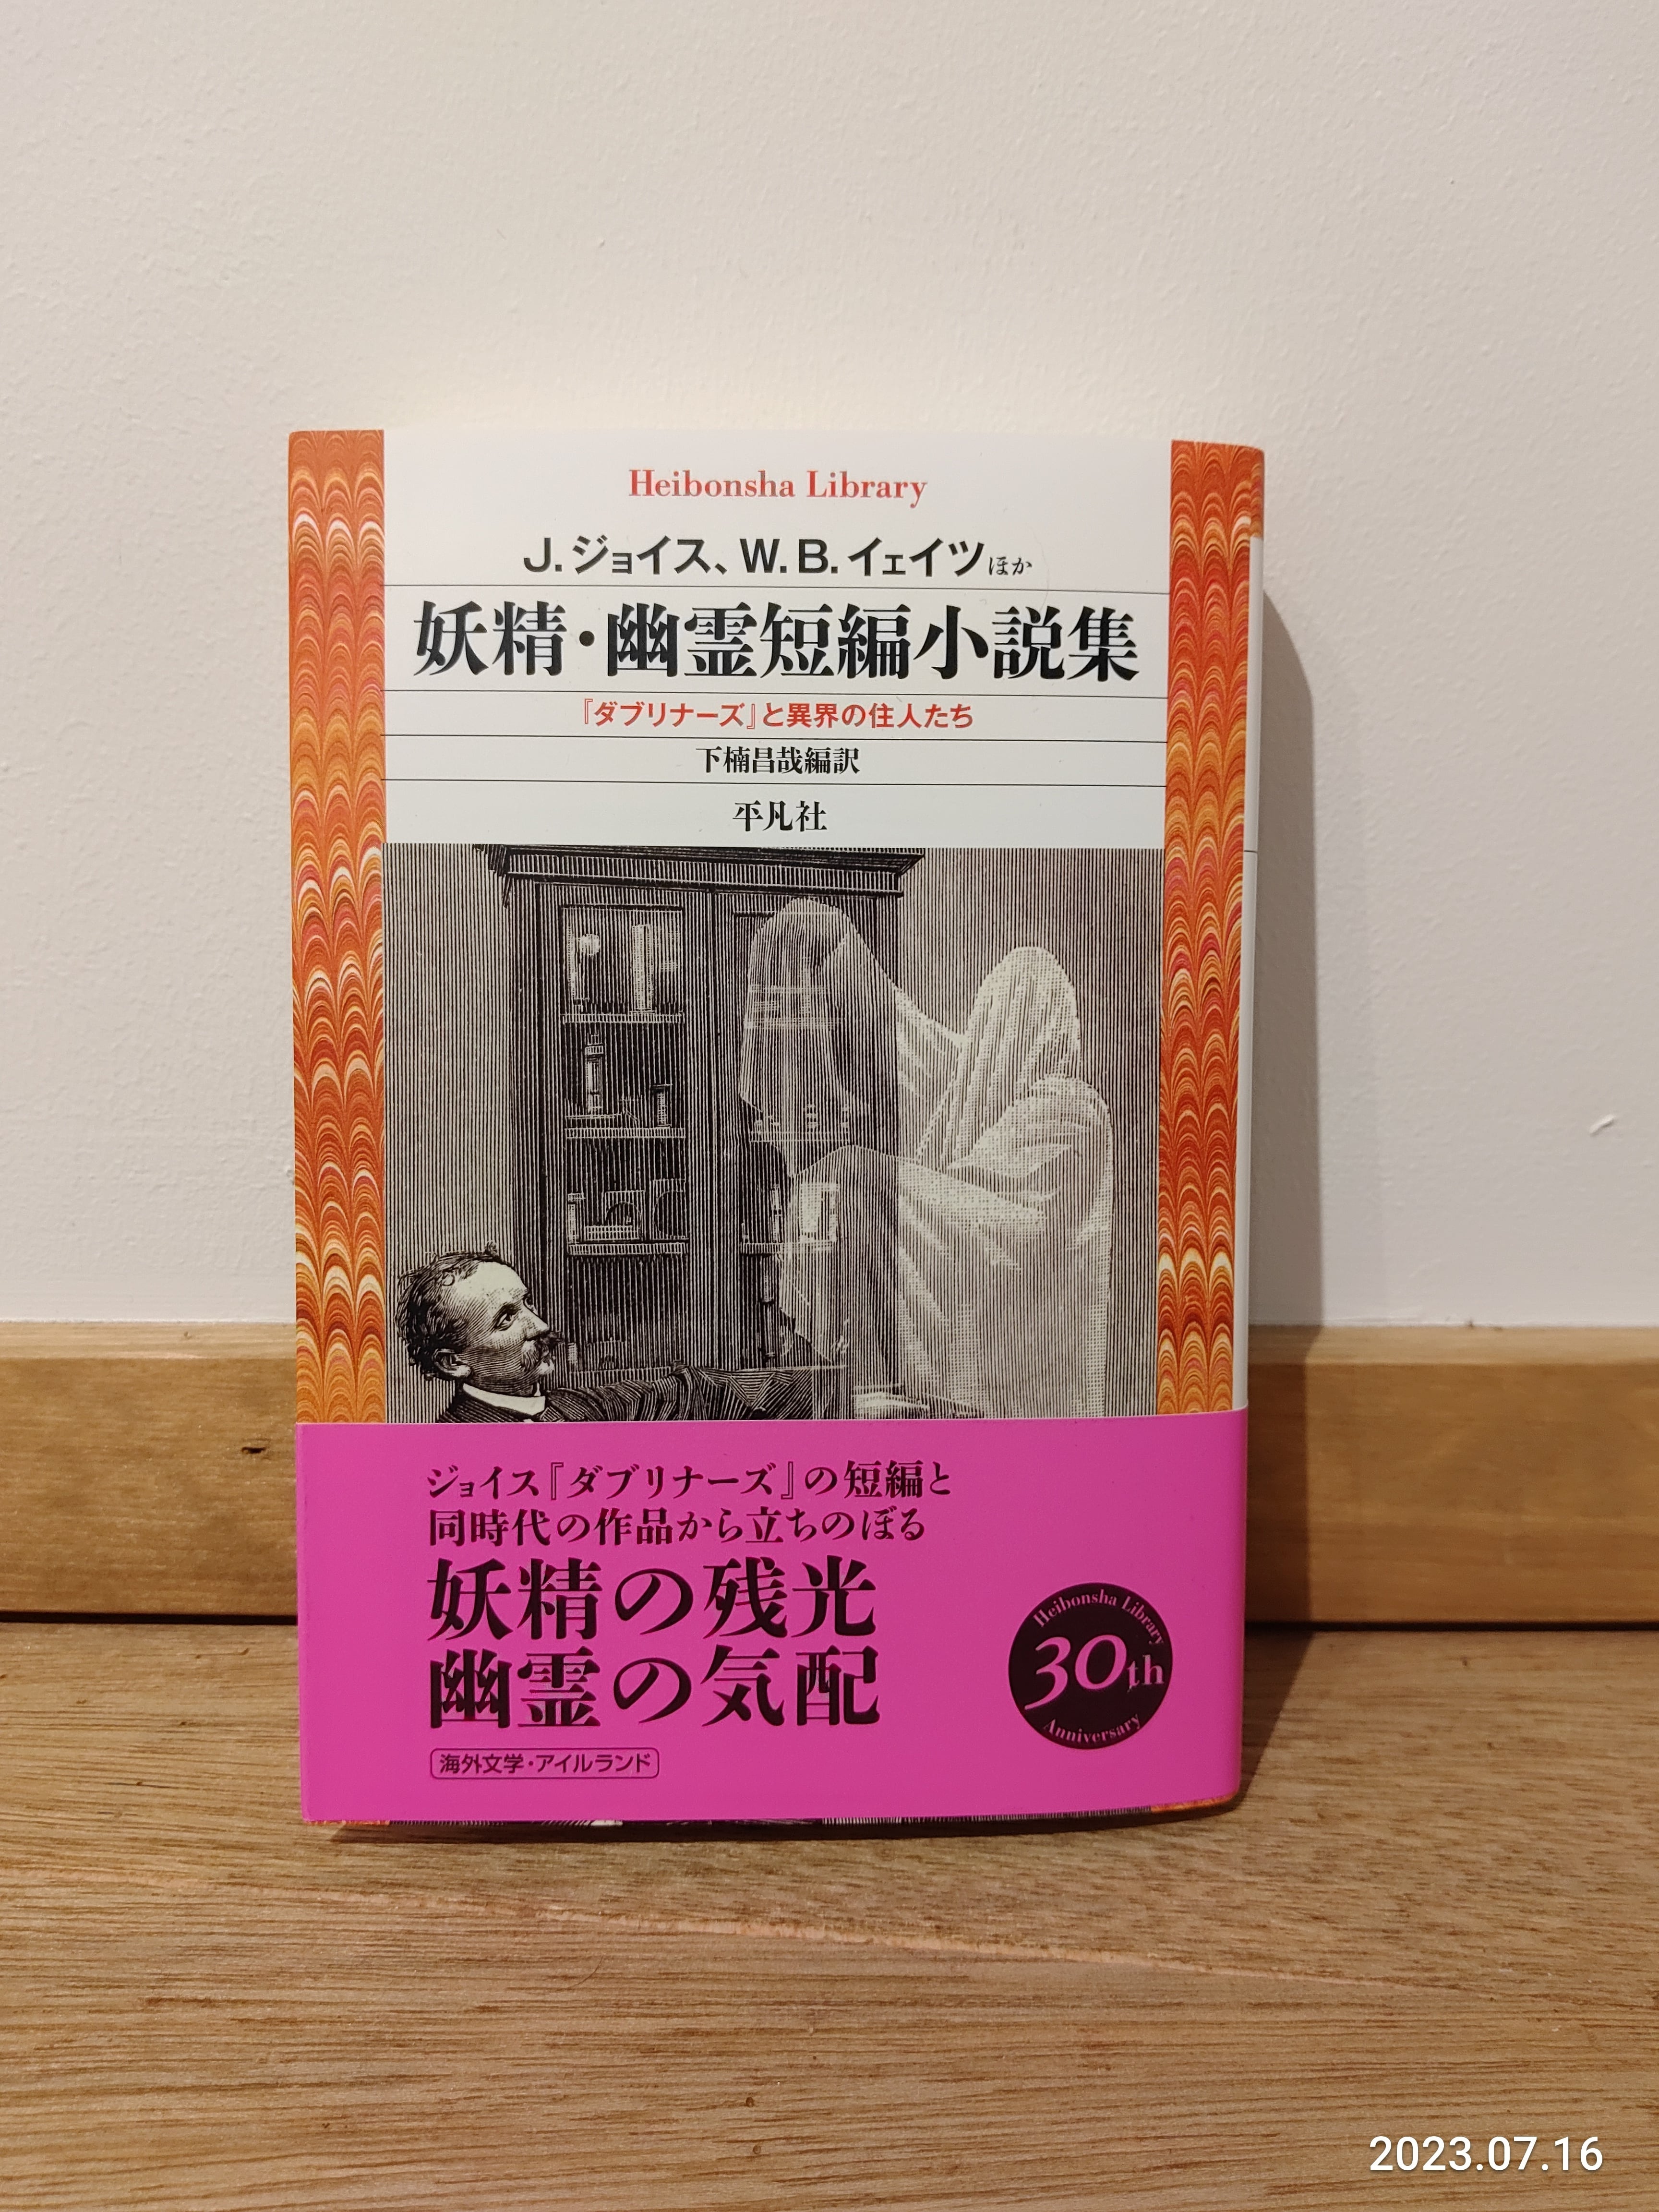 Heibonsha Library
J.ジョイス、W.B.イェイツほか
妖精・幽霊短編小説集
『ダブリナーズ』と異界の住人たち
下楠昌哉編訳
平凡社
ジョイス『ダブリナーズ』の短編と
同時代の作品から立ちのぼる
妖精の残光
幽霊の気配
海外文学・アイルランド
Heibonsha Library
30th
Anniversary
2023.07.16